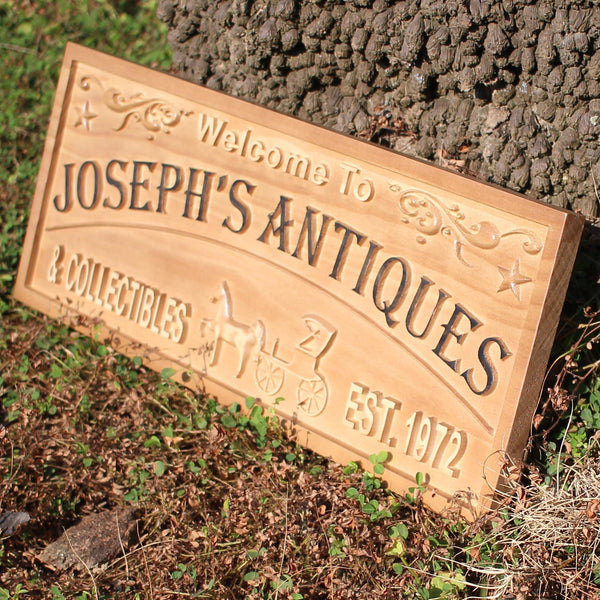 Welcome To
JOSEPH'S ANTIQUES
& COLLECTIBLES
EST. 1972